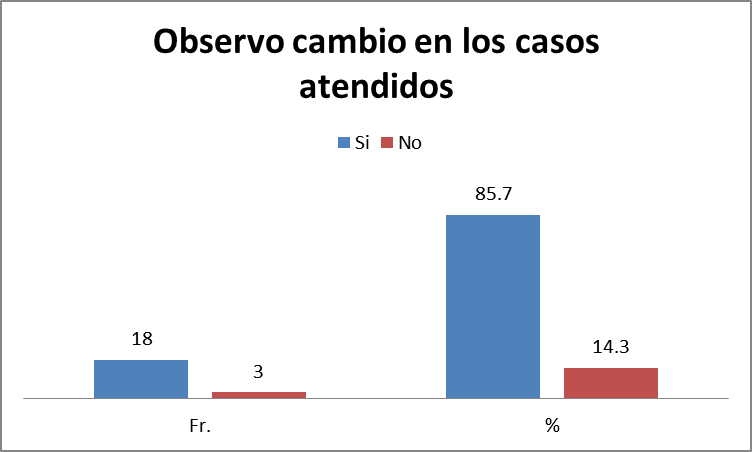 Observo cambio en los casos
atendidos
Si No
85.7
18
14.3
3
Fr. %